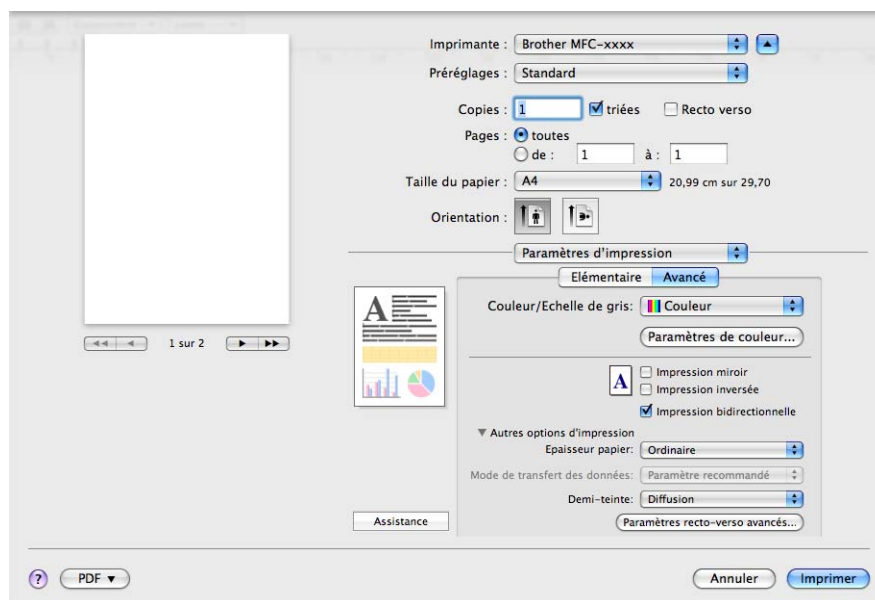 Imprimante : Brother MFC-xxxx
Préréglages : Standard
Copies : 1 triées Recto verso
Pages : toutes
de : 1 à : 1
Taille du papier : A4 20,99 cm sur 29,70
Orientation :
Paramètres d'impression
Elémentaire Avancé
Couleur/Echelle de gris: Couleur
Paramètres de couleur...
A
1 sur 2
A
Impression miroir
Impression inversée
Impression bidirectionnelle
Autres options d'impression
Epaisseur papier: Ordinaire
Mode de transfert des données: Paramètre recommandé
Demi-teinte: Diffusion
Assistance
Paramètres recto-verso avancés...
? PDF Annuler Imprimer